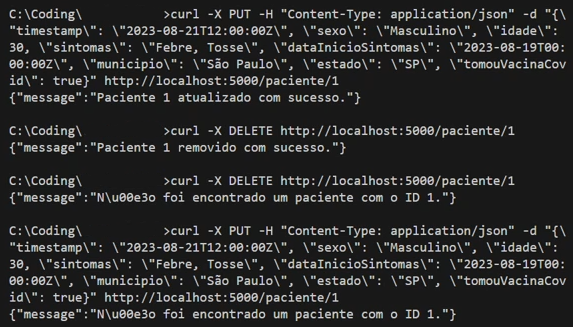 C:\Coding\          >curl -X PUT -H "Content-Type: application/json" -d "{\
"timestamp\": \"2023-08-21T12:00:00Z\", \"sexo\": \"Masculino\", \"idade\":
30, \"sintomas\": \"Febre, Tosse\", \"dataInicioSintomas\": \"2023-08-19T00:
00:00Z\", \"municipio\": \"São Paulo\", \"estado\": \"SP\", \"tomouVacinaCov
id\": true}" http://localhost:5000/paciente/1
{"message":"Paciente 1 atualizado com sucesso."}

C:\Coding\          >curl -X DELETE http://localhost:5000/paciente/1
{"message":"Paciente 1 removido com sucesso."}

C:\Coding\          >curl -X DELETE http://localhost:5000/paciente/1
{"message":"N\u00e3o foi encontrado um paciente com o ID 1."}

C:\Coding\          >curl -X PUT -H "Content-Type: application/json" -d "{\
"timestamp\": \"2023-08-21T12:00:00Z\", \"sexo\": \"Masculino\", \"idade\":
30, \"sintomas\": \"Febre, Tosse\", \"dataInicioSintomas\": \"2023-08-19T00:
00:00Z\", \"municipio\": \"São Paulo\", \"estado\": \"SP\", \"tomouVacinaCov
id\": true}" http://localhost:5000/paciente/1
{"message":"N\u00e3o foi encontrado um paciente com o ID 1."}